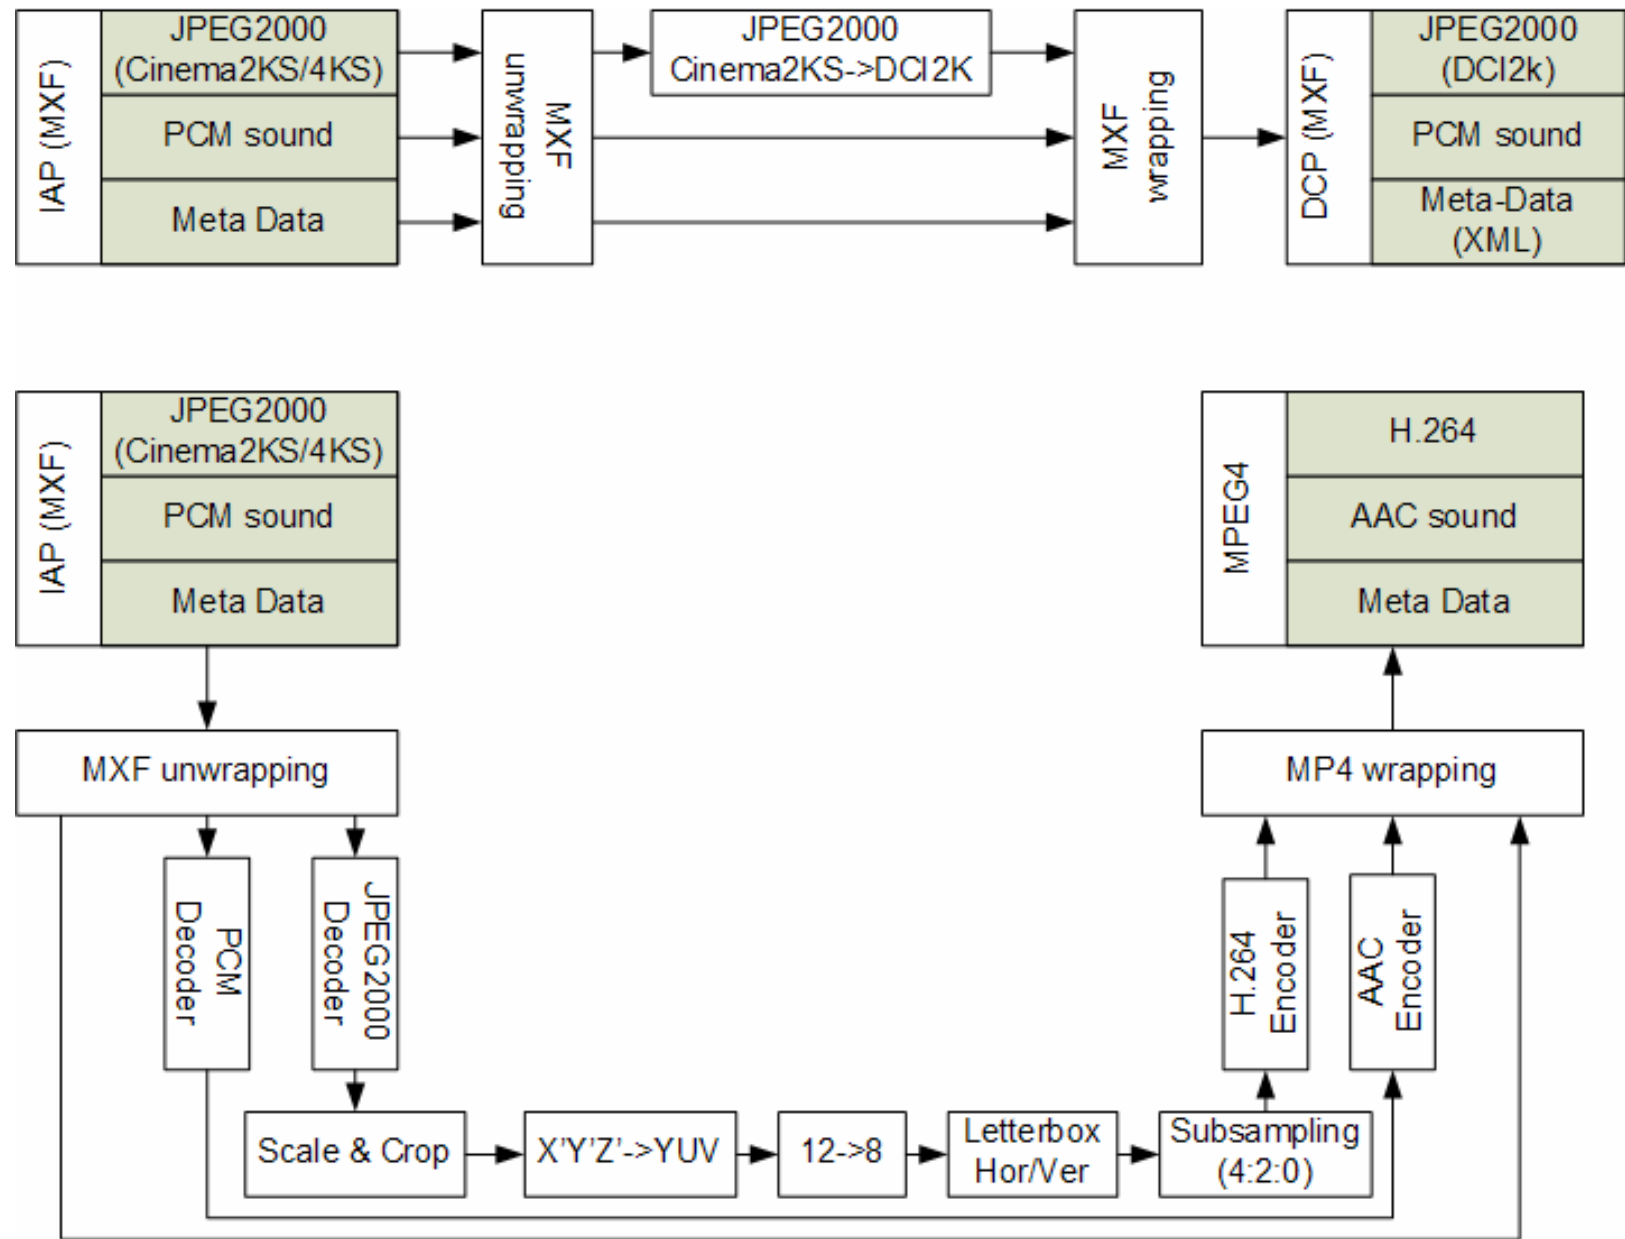 IAP (MXF)
JPEG2000
(Cinema2KS/4KS)
PCM sound
Meta Data
MXF
unwrapping
JPEG2000
Cinema2KS->DCI2K
MXF
wrapping
DCP (MXF)
JPEG2000
(DCI2k)
PCM sound
Meta-Data
(XML)
IAP (MXF)
JPEG2000
(Cinema2KS/4KS)
PCM sound
Meta Data
MPEG4
H.264
AAC sound
Meta Data
MXF unwrapping
MP4 wrapping
PCM
Decoder
JPEG2000
Decoder
H.264
Encoder
AAC
Encoder
Scale & Crop
X'Y'Z'->YUV
12->8
Letterbox
Hor/Ver
Subsampling
(4:2:0)